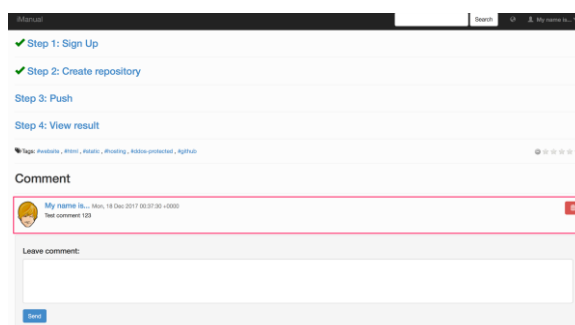 iManual
Search
My name is...
Step 1: Sign Up
Step 2: Create repository
Step 3: Push
Step 4: View result
Tags: #website , #html , #static , #hosting , #ddos-protected , #github
Comment
My name is... Mon, 18 Dec 2017 00:37:30 +0000
Test comment 123
Leave comment:
Send